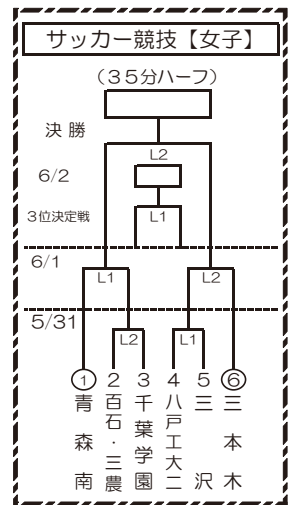 サッカー競技【女子】
(35分ハーフ)
決勝
L2
6/2
3位決定戦
L1
6/1
L1
L2
5/31
L2
L1
① 2 3 4 5 ⑥
青森南
百石・三農
千葉学園
八戸工大二
三沢
三本木